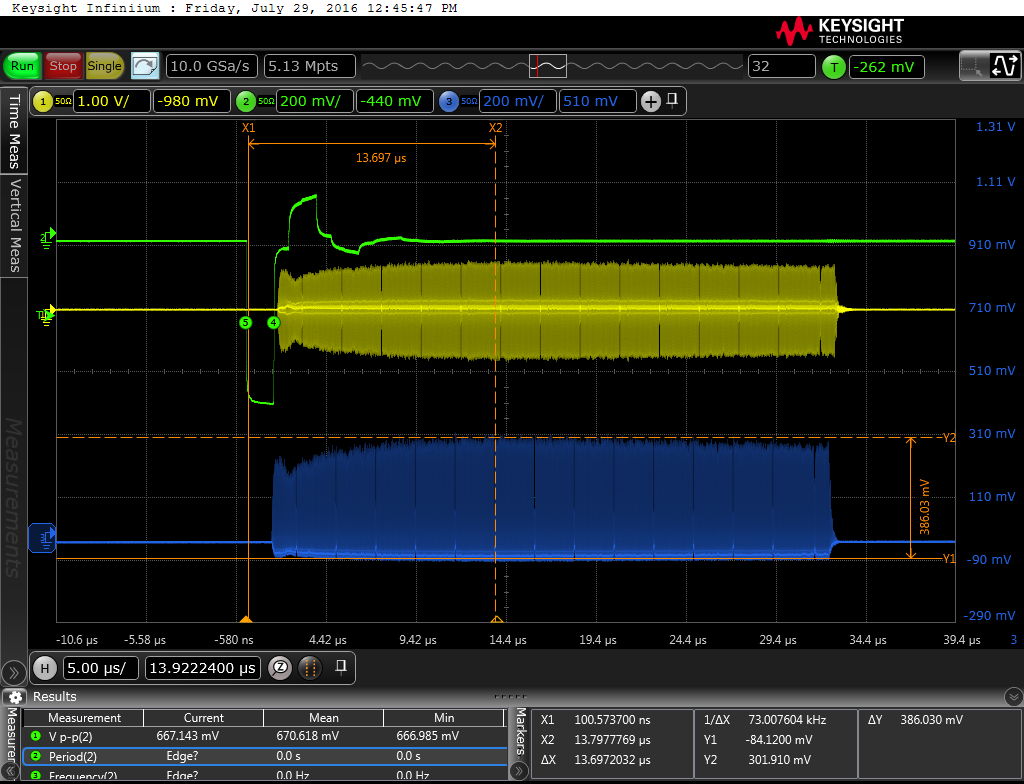 Keysight Infiniium : Friday, July 29, 2016 12:45:47 PM
KEYSIGHT
TECHNOLOGIES
Run Stop Single 10.0 GSa/s 5.13 Mpts 32 T -262 mV
1 50Ω 1.00 V/ -980 mV 2 50Ω 200 mV/ -440 mV 3 50Ω 200 mV/ 510 mV +
Time Meas
Vertical Meas
Measurements
X1 X2
13.697 µs
1.31 V
1.11 V
910 mV
710 mV
510 mV
310 mV
110 mV
-90 mV
-290 mV
2
T
5 4
3
Y2
386.03 mV
Y1
-10.6 µs -5.58 µs -580 ns 4.42 µs 9.42 µs 14.4 µs 19.4 µs 24.4 µs 29.4 µs 34.4 µs 39.4 µs 3
H 5.00 µs/ 13.9222400 µs Z
Results
Measurement Current Mean Min
1 V p-p(2) 667.143 mV 670.618 mV 666.985 mV
2 Period(2) Edge? 0.0 s 0.0 s
3 Frequency(2) Edge? 0.0 Hz 0.0 Hz
Markers
X1 100.573700 ns
X2 13.7977769 µs
ΔX 13.6972032 µs
1/ΔX 73.007604 kHz
Y1 -84.1200 mV
Y2 301.910 mV
ΔY 386.030 mV